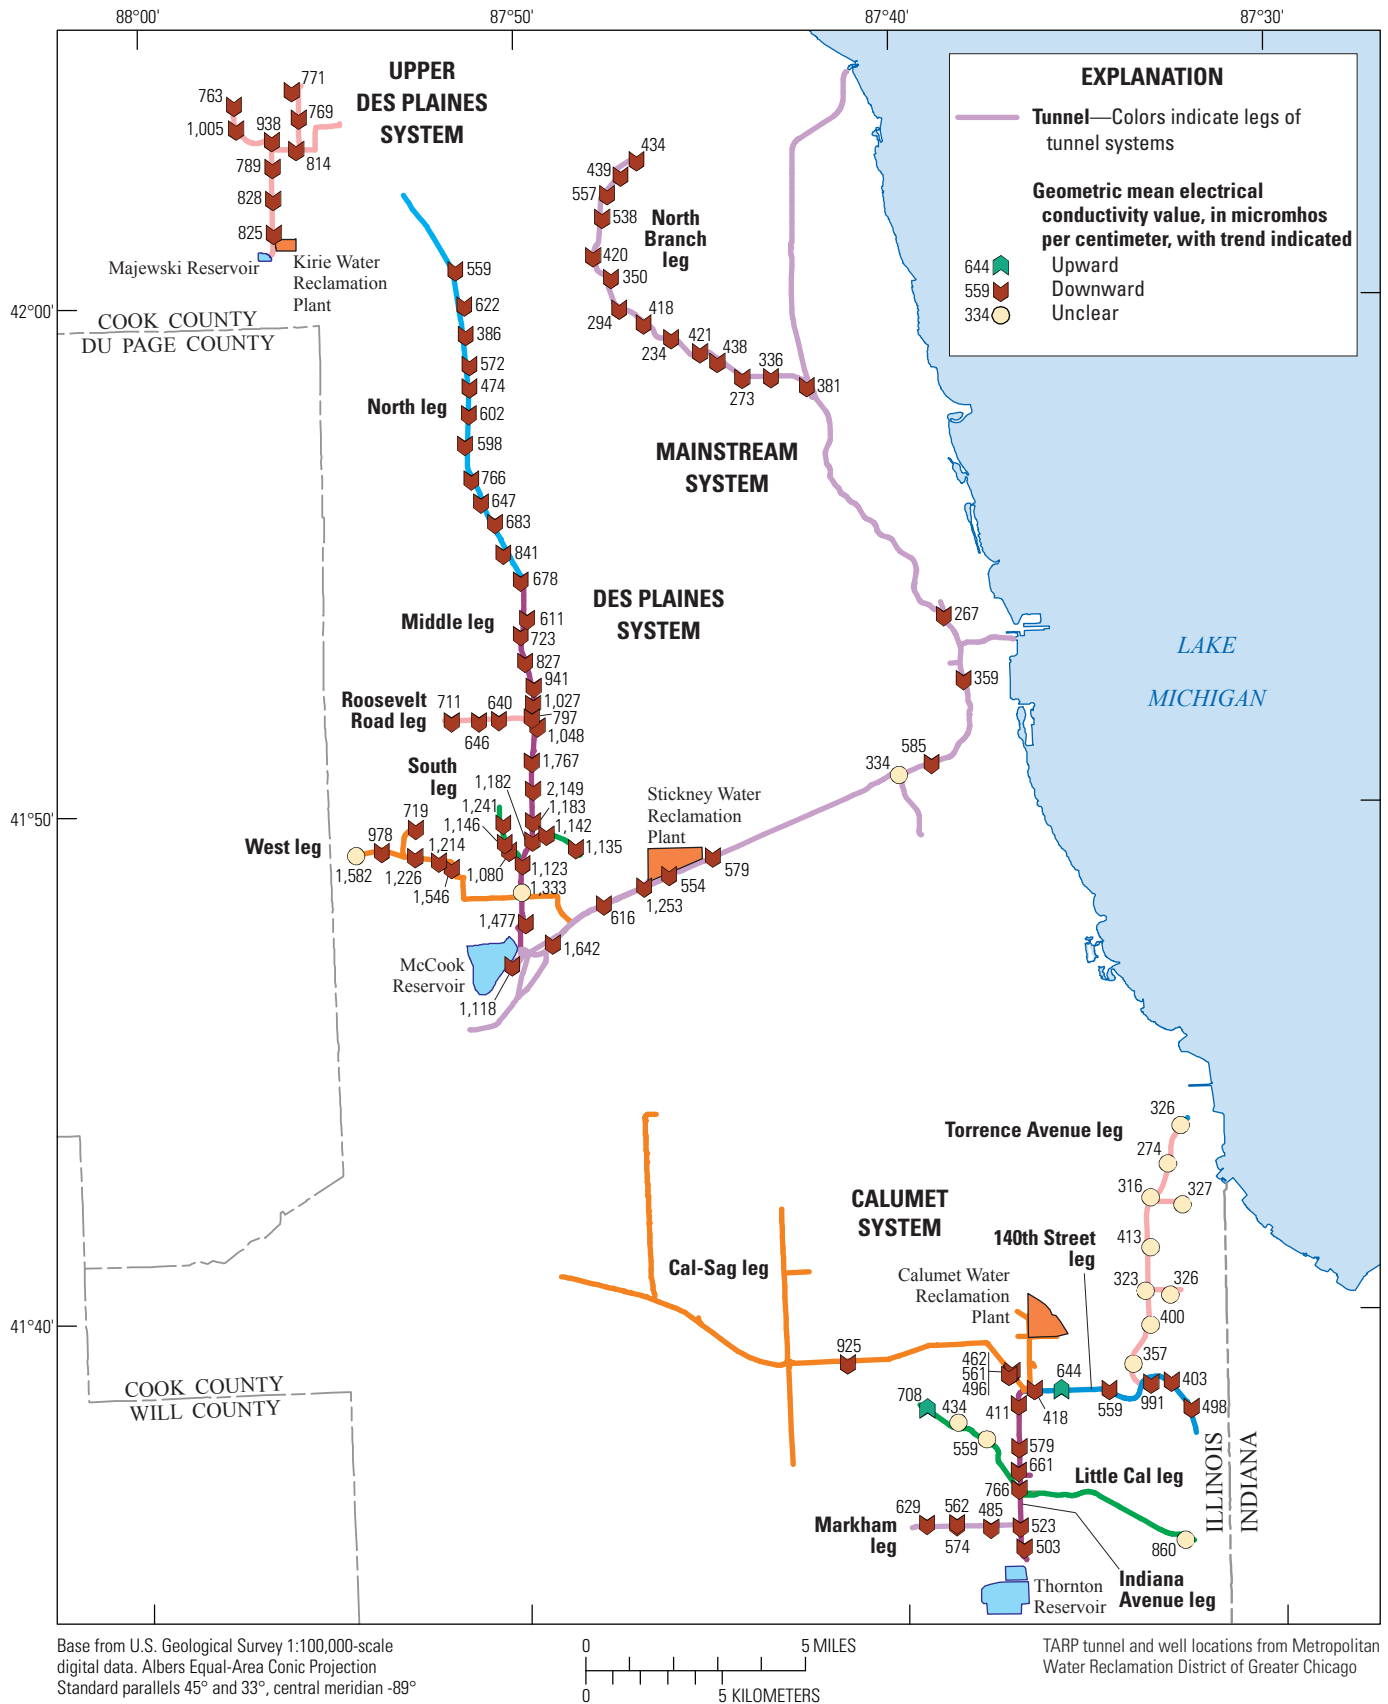 88°00'
87°50'
87°40'
87°30'
EXPLANATION
Tunnel—Colors indicate legs of
tunnel systems
Geometric mean electrical
conductivity value, in micromhos
per centimeter, with trend indicated
644 Upward
559 Downward
334 Unclear
UPPER
DES PLAINES
SYSTEM
763
771
1,005
938
769
789
814
828
825
Majewski Reservoir
Kirie Water
Reclamation
Plant
42°00'
COOK COUNTY
DU PAGE COUNTY
434
439
557
538
North
Branch
leg
420
350
294
418
234
421
438
273
336
381
MAINSTREAM
SYSTEM
559
622
386
572
474
North leg
602
598
766
647
683
841
678
DES PLAINES
SYSTEM
Middle leg
611
723
827
941
Roosevelt
Road leg
711
640
646
1,027
797
1,048
267
359
LAKE
MICHIGAN
South
leg
1,767
1,182
2,149
1,241
1,183
1,146
1,142
1,135
585
334
Stickney Water
Reclamation
Plant
41°50'
719
West leg
978
1,214
1,582
1,226
1,546
1,080
1,123
1,333
579
554
1,253
616
1,477
1,642
McCook
Reservoir
1,118
326
Torrence Avenue leg
274
316
327
CALUMET
SYSTEM
140th Street
leg
413
Cal-Sag leg
Calumet Water
Reclamation
Plant
323
326
400
41°40'
925
357
462
561
496
644
403
708
434
411
418
559
991
498
559
579
661
COOK COUNTY
WILL COUNTY
766
Little Cal leg
ILLINOIS
INDIANA
629
562
485
Markham
leg
574
523
503
860
Indiana
Avenue leg
Thornton
Reservoir
Base from U.S. Geological Survey 1:100,000-scale
digital data. Albers Equal-Area Conic Projection
Standard parallels 45° and 33°, central meridian -89°
0 5 MILES
0 5 KILOMETERS
TARP tunnel and well locations from Metropolitan
Water Reclamation District of Greater Chicago